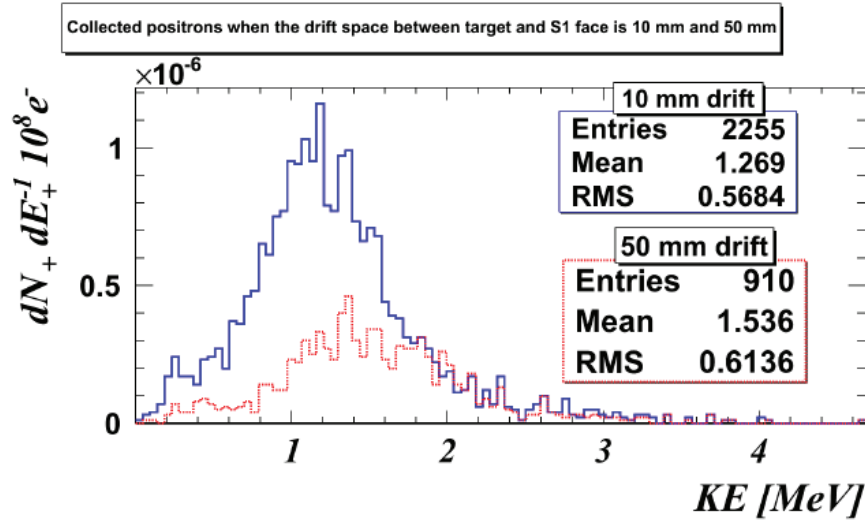 Collected positrons when the drift space between target and S1 face is 10 mm and 50 mm
×10⁻⁶
dN₊ dE₊⁻¹ 10⁸e⁻
1
0.5
0
10 mm drift
Entries 2255
Mean 1.269
RMS 0.5684
50 mm drift
Entries 910
Mean 1.536
RMS 0.6136
1 2 3 4
KE [MeV]